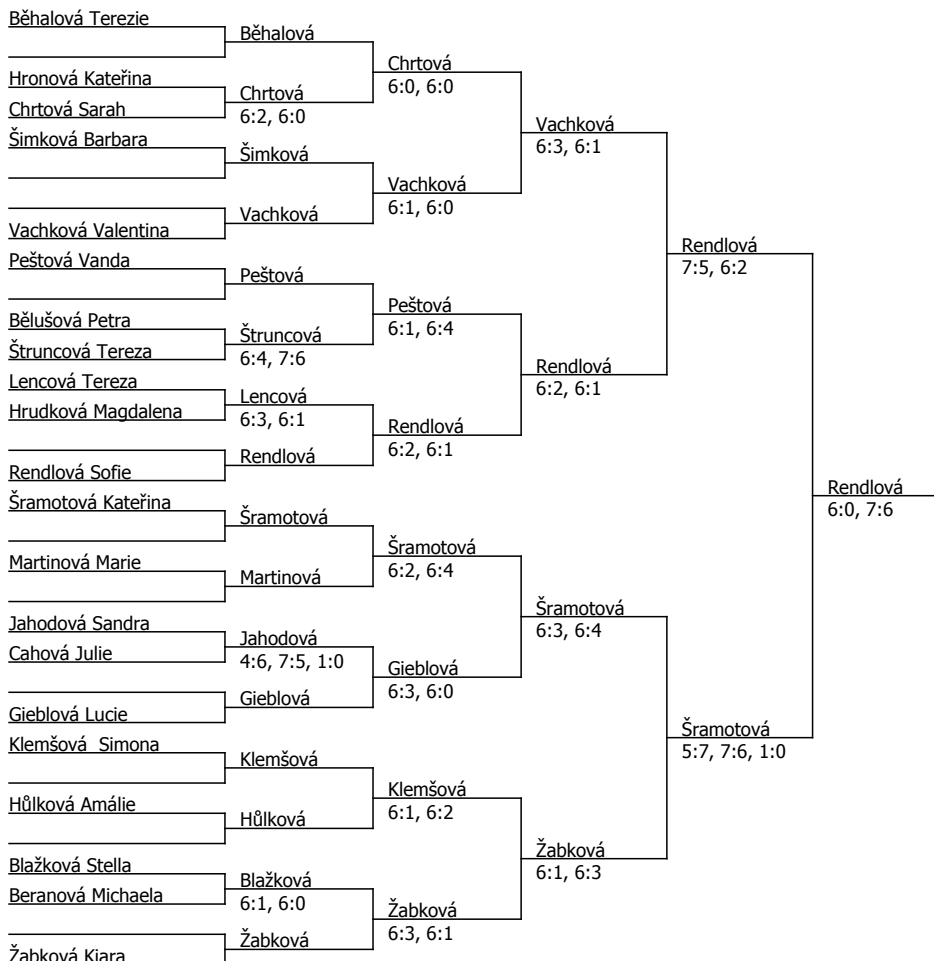 Běhalová Terezie
Běhalová
Chrtová
6:0, 6:0
Hronová Kateřina
Chrtová
6:2, 6:0
Chrtová Sarah
Vachková
6:3, 6:1
Šimková Barbara
Šimková
Vachková
6:1, 6:0
Vachková
Vachková Valentina
Rendlová
7:5, 6:2
Peštová Vanda
Peštová
Peštová
6:1, 6:4
Bělušová Petra
Štruncová
6:4, 7:6
Štruncová Tereza
Rendlová
6:2, 6:1
Lencová Tereza
Lencová
6:3, 6:1
Hrudková Magdalena
Rendlová
6:2, 6:1
Rendlová
Rendlová Sofie
Rendlová
6:0, 7:6
Šramotová Kateřina
Šramotová
Šramotová
6:2, 6:4
Martinová Marie
Martinová
Šramotová
6:3, 6:4
Jahodová Sandra
Jahodová
4:6, 7:5, 1:0
Cahová Julie
Gieblová
6:3, 6:0
Gieblová
Gieblová Lucie
Šramotová
5:7, 7:6, 1:0
Klemšová  Simona
Klemšová
Klemšová
6:1, 6:2
Hůlková Amálie
Hůlková
Žabková
6:1, 6:3
Blažková Stella
Blažková
6:1, 6:0
Beranová Michaela
Žabková
6:3, 6:1
Žabková
Žabková Kiara